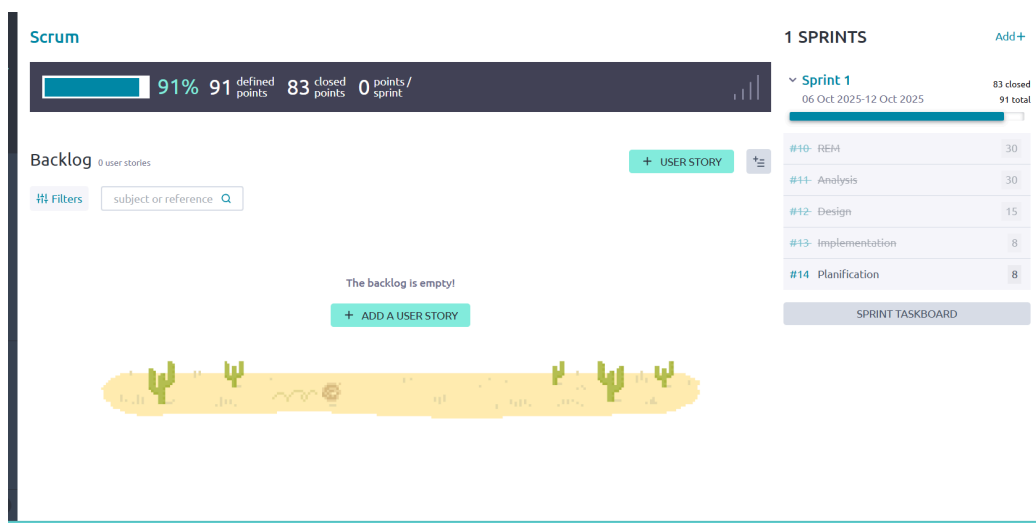 Scrum
91% 91 defined points 83 closed points 0 points / sprint
Backlog 0 user stories
+ USER STORY
Filters
subject or reference
The backlog is empty!
+ ADD A USER STORY
1 SPRINTS
Add+
Sprint 1
83 closed
06 Oct 2025-12 Oct 2025
91 total
#10 REM 30
#11 Analysis 30
#12 Design 15
#13 Implementation 8
#14 Planification 8
SPRINT TASKBOARD